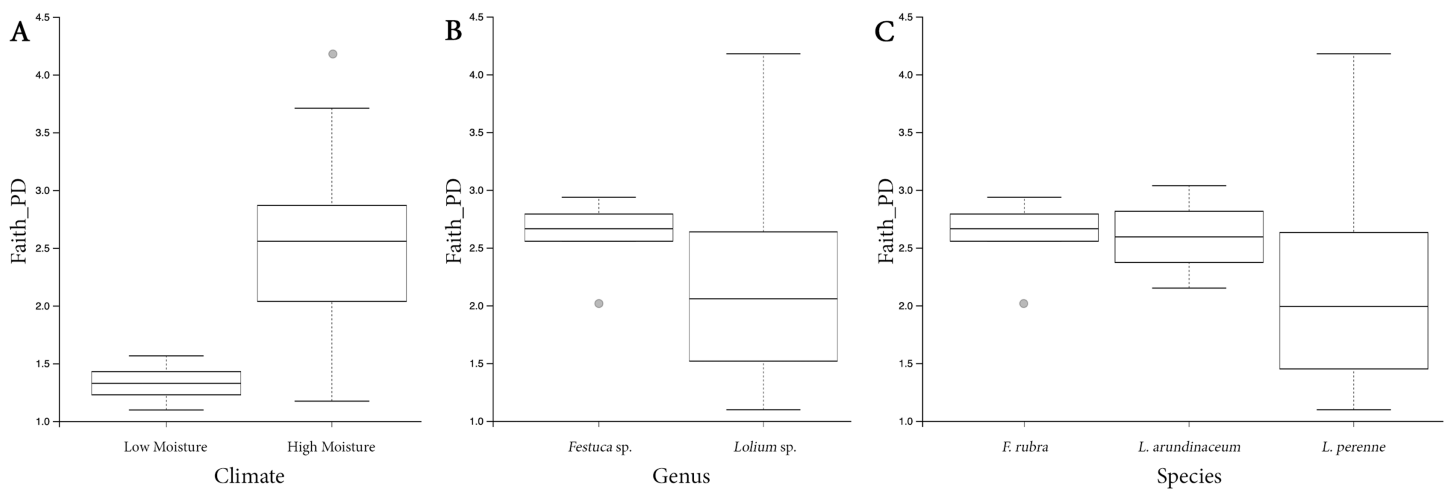 A
4.5
4.0
3.5
3.0
2.5
2.0
1.5
1.0
Faith_PD
Low Moisture
High Moisture
Climate
B
4.5
4.0
3.5
3.0
2.5
2.0
1.5
1.0
Faith_PD
Festuca sp.
Lolium sp.
Genus
C
4.5
4.0
3.5
3.0
2.5
2.0
1.5
1.0
Faith_PD
F. rubra
L. arundinaceum
L. perenne
Species